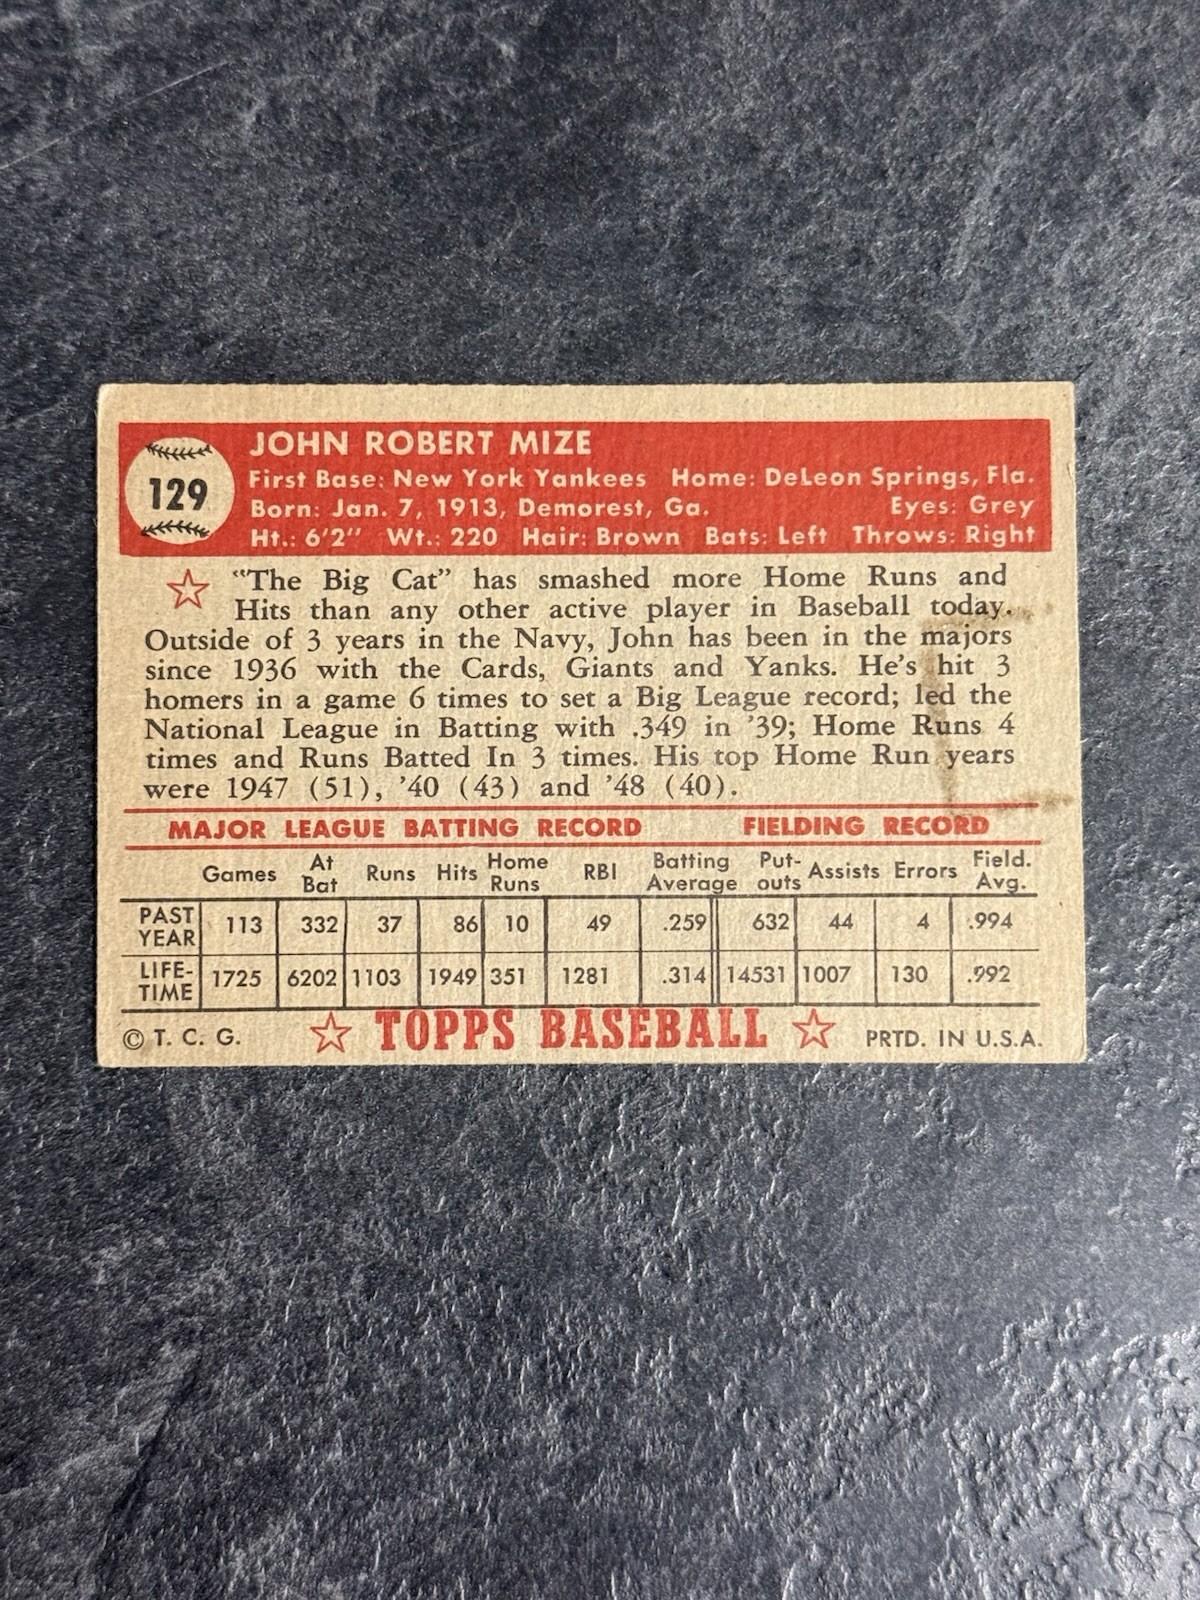 129
JOHN ROBERT MIZE
First Base: New York Yankees Home: DeLeon Springs, Fla.
Born: Jan. 7, 1913, Demorest, Ga. Eyes: Grey
Ht.: 6'2" Wt.: 220 Hair: Brown Bats: Left Throws: Right
"The Big Cat" has smashed more Home Runs and
Hits than any other active player in Baseball today.
Outside of 3 years in the Navy, John has been in the majors
since 1936 with the Cards, Giants and Yanks. He's hit 3
homers in a game 6 times to set a Big League record; led the
National League in Batting with .349 in '39; Home Runs 4
times and Runs Batted In 3 times. His top Home Run years
were 1947 (51), '40 (43) and '48 (40).
MAJOR LEAGUE BATTING RECORD FIELDING RECORD
Games At Bat Runs Hits Home Runs RBI Batting Average Put-outs Assists Errors Field. Avg.
PAST YEAR 113 332 37 86 10 49 .259 632 44 4 .994
LIFE-TIME 1725 6202 1103 1949 351 1281 .314 14531 1007 130 .992
© T. C. G. TOPPS BASEBALL PRTD. IN U.S.A.